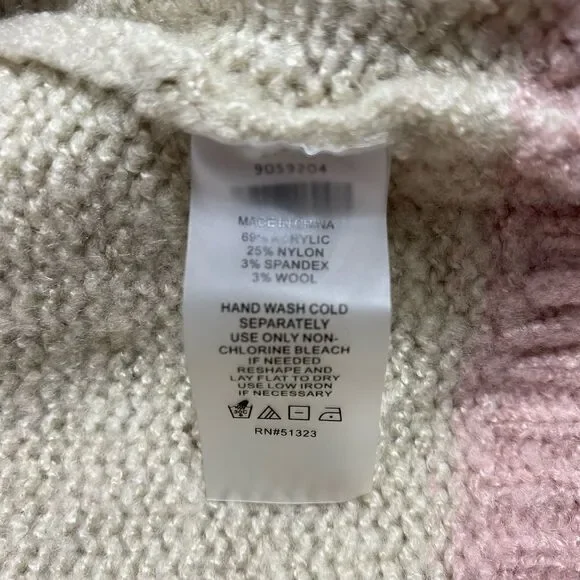 9059204
MADE IN CHINA
69% ACRYLIC
25% NYLON
3% SPANDEX
3% WOOL
HAND WASH COLD
SEPARATELY
USE ONLY NON-
CHLORINE BLEACH
IF NEEDED
RESHAPE AND
LAY FLAT TO DRY
USE LOW IRON
IF NECESSARY
RN#51323